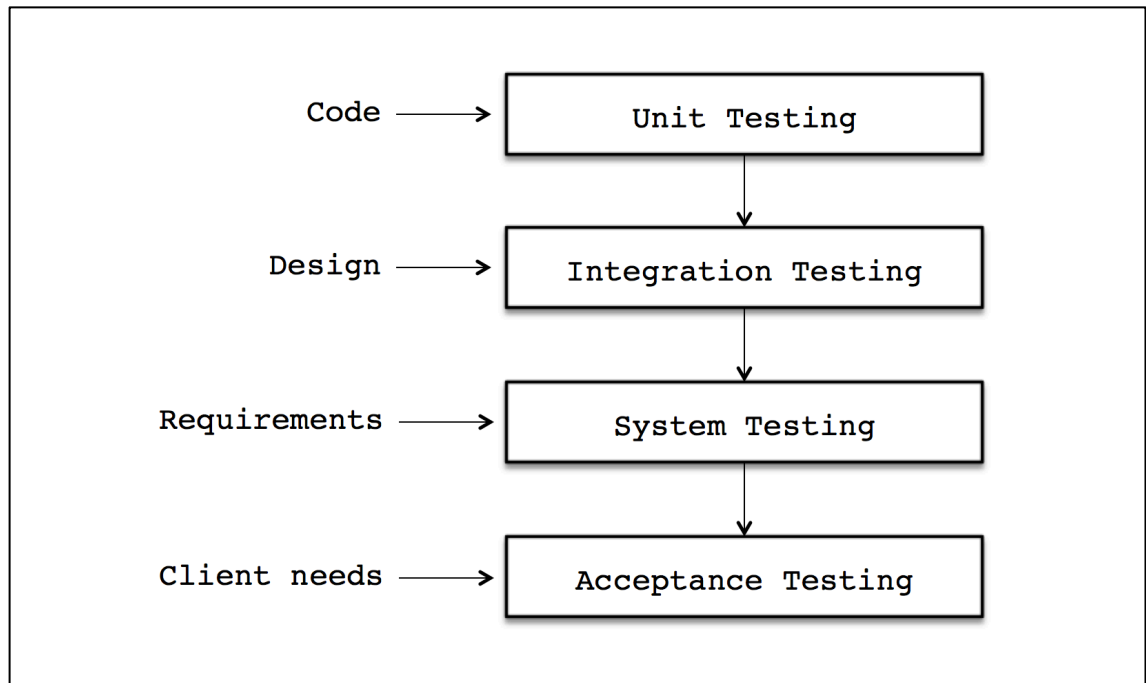 Code
Unit Testing
Design
Integration Testing
Requirements
System Testing
Client needs
Acceptance Testing